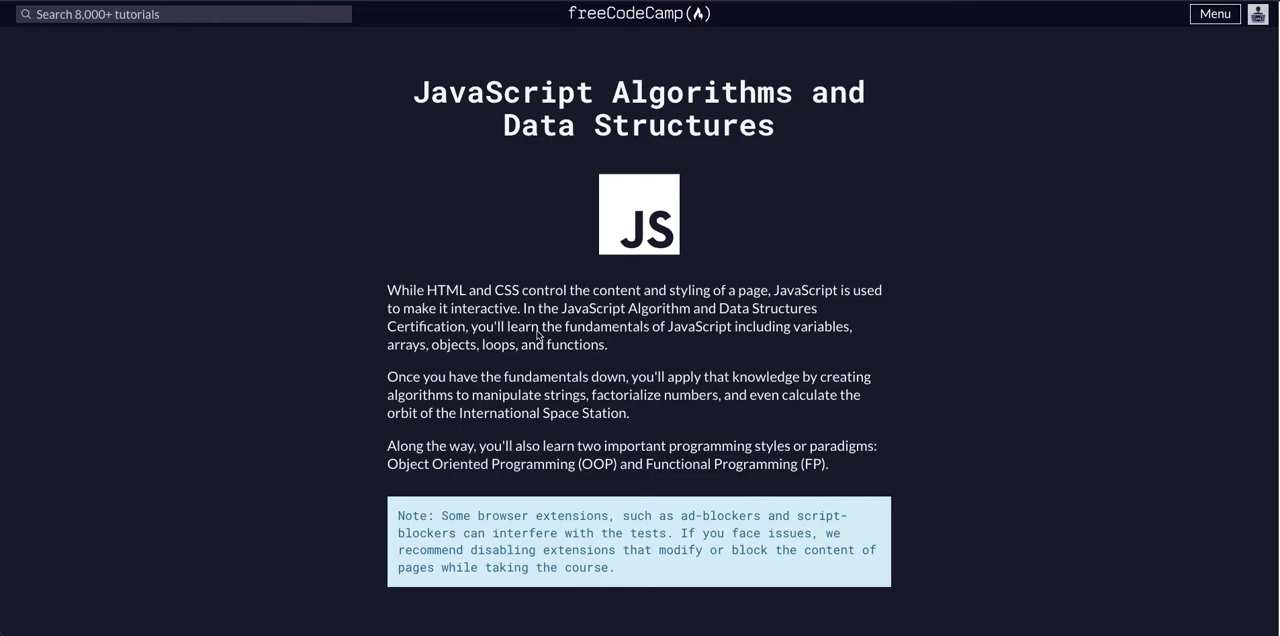 Search 8,000+ tutorials
freeCodeCamp
Menu
JavaScript Algorithms and
Data Structures
JS
While HTML and CSS control the content and styling of a page, JavaScript is used
to make it interactive. In the JavaScript Algorithm and Data Structures
Certification, you'll learn the fundamentals of JavaScript including variables,
arrays, objects, loops, and functions.
Once you have the fundamentals down, you'll apply that knowledge by creating
algorithms to manipulate strings, factorialize numbers, and even calculate the
orbit of the International Space Station.
Along the way, you'll also learn two important programming styles or paradigms:
Object Oriented Programming (OOP) and Functional Programming (FP).
Note: Some browser extensions, such as ad-blockers and script-
blockers can interfere with the tests. If you face issues, we
recommend disabling extensions that modify or block the content of
pages while taking the course.